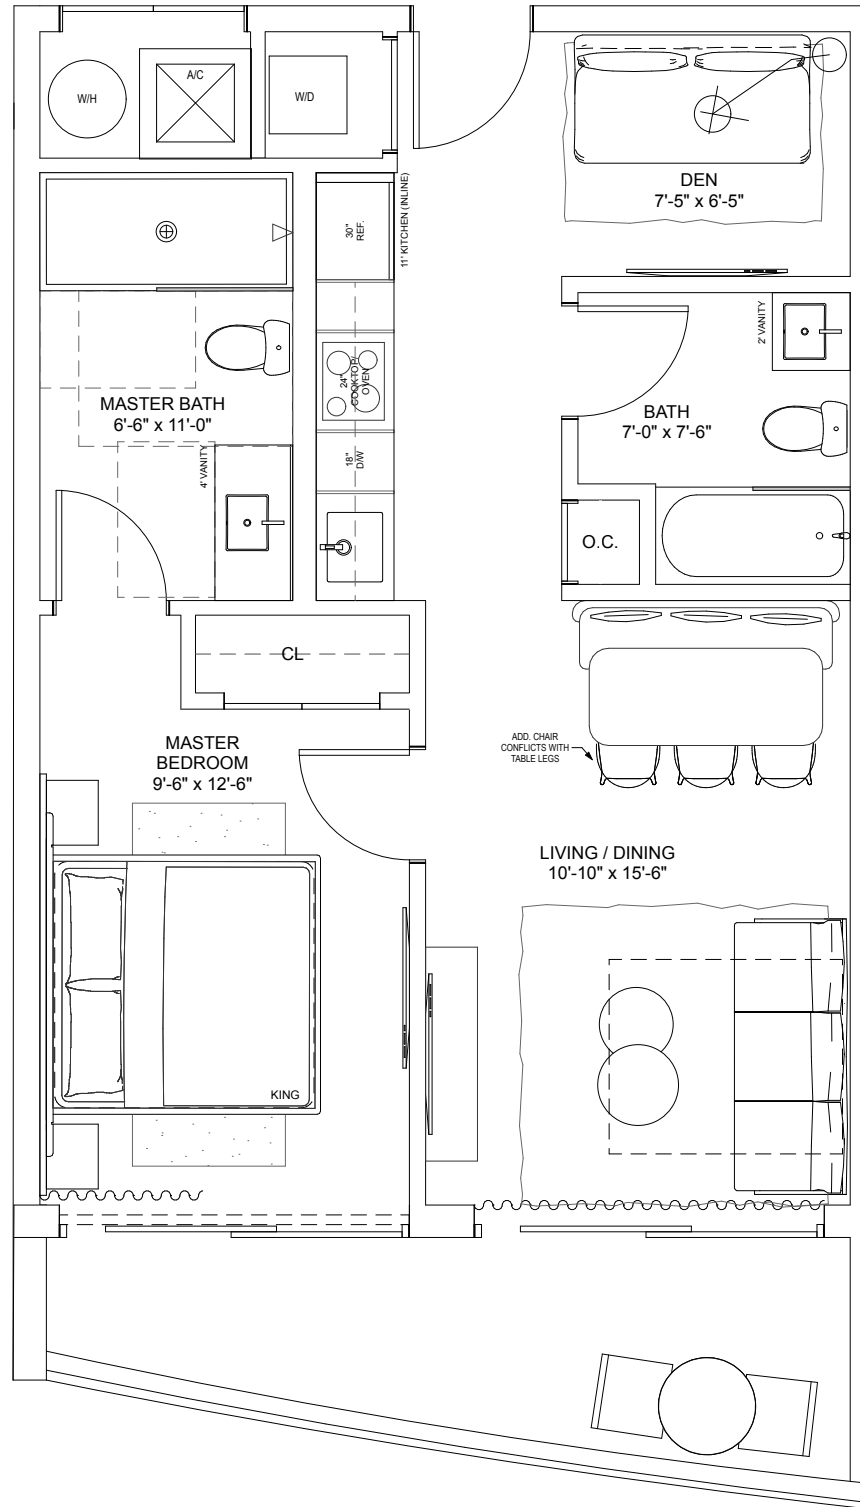 A/C
W/H
W/D
DEN
7'-5" x 6'-5"
11' KITCHEN (INLINE)
30"
REF.
2' VANITY
24"
COOKTOP/
OVEN
MASTER BATH
6'-6" x 11'-0"
BATH
7'-0" x 7'-6"
4' VANITY
18"
D/W
O.C.
CL
MASTER
BEDROOM
9'-6" x 12'-6"
ADD. CHAIR
CONFLICTS WITH
TABLE LEGS
LIVING / DINING
10'-10" x 15'-6"
KING